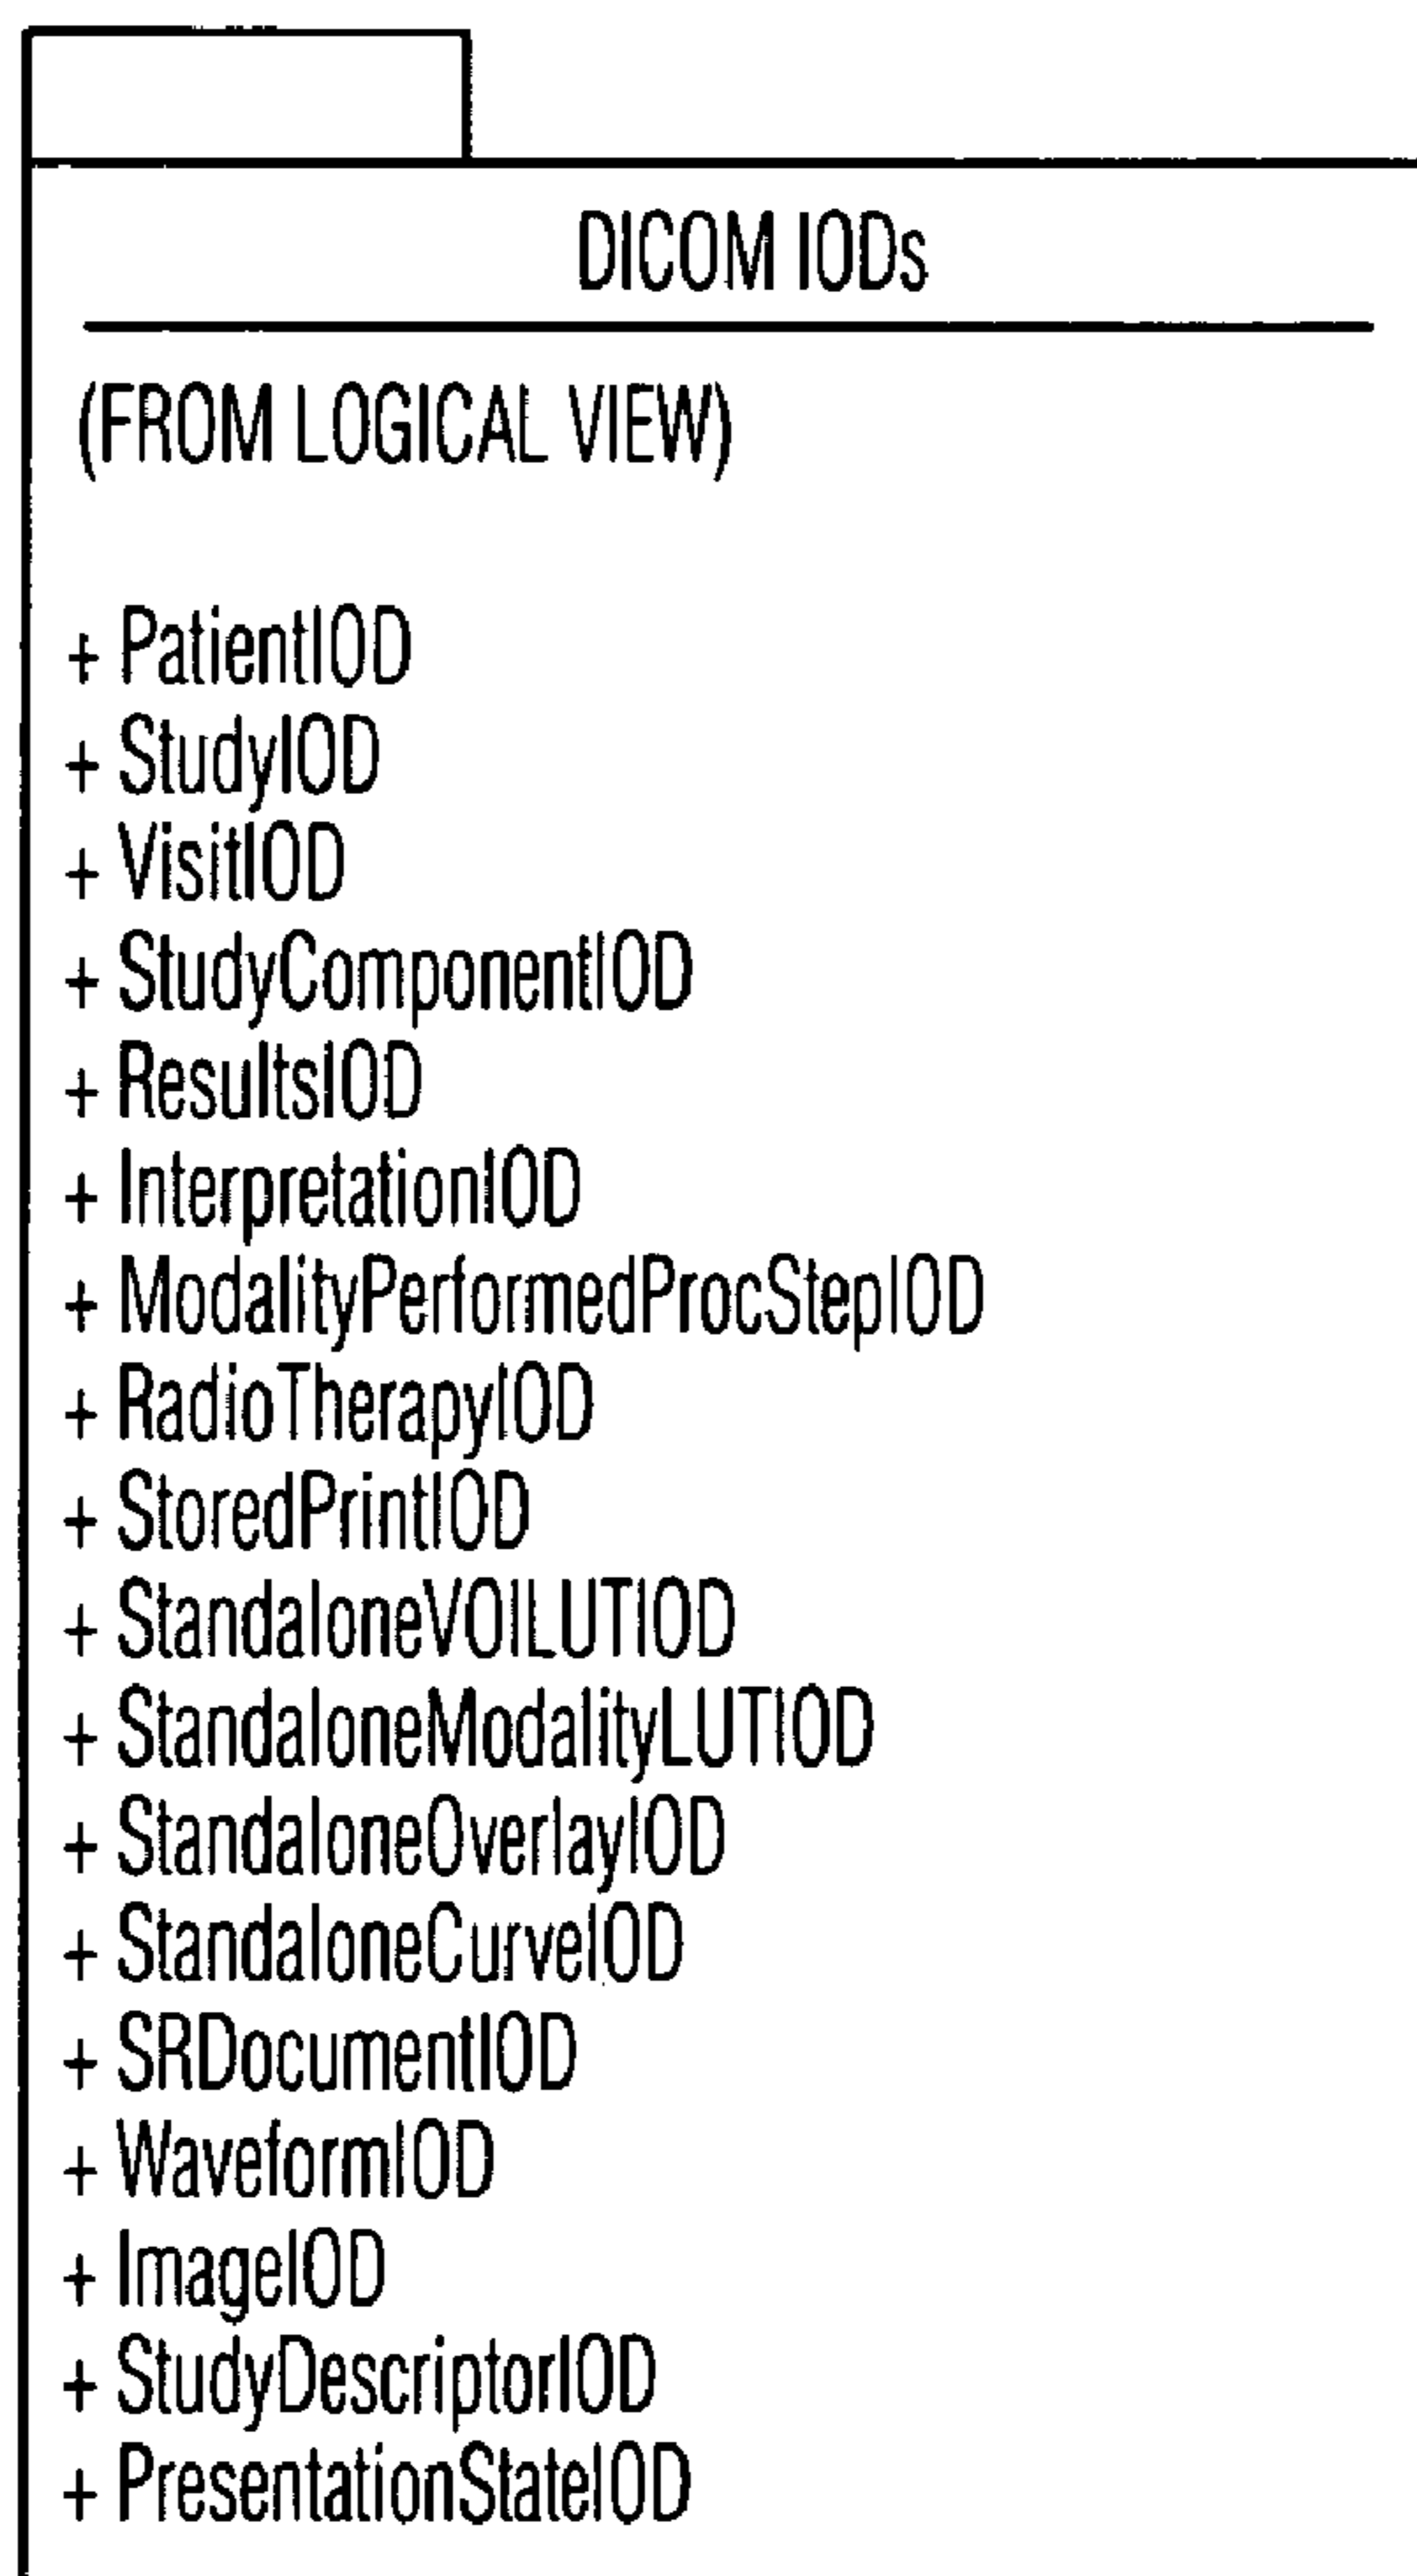 DICOM IODs
(FROM LOGICAL VIEW)
+ PatientIOD
+ StudyIOD
+ VisitIOD
+ StudyComponentIOD
+ ResultsIOD
+ InterpretationIOD
+ ModalityPerformedProcStepIOD
+ RadioTherapyIOD
+ StoredPrintIOD
+ StandaloneVOILUTIOD
+ StandaloneModalityLUTIOD
+ StandaloneOverlayIOD
+ StandaloneCurveIOD
+ SRDocumentIOD
+ WaveformIOD
+ ImageIOD
+ StudyDescriptorIOD
+ PresentationStateIOD